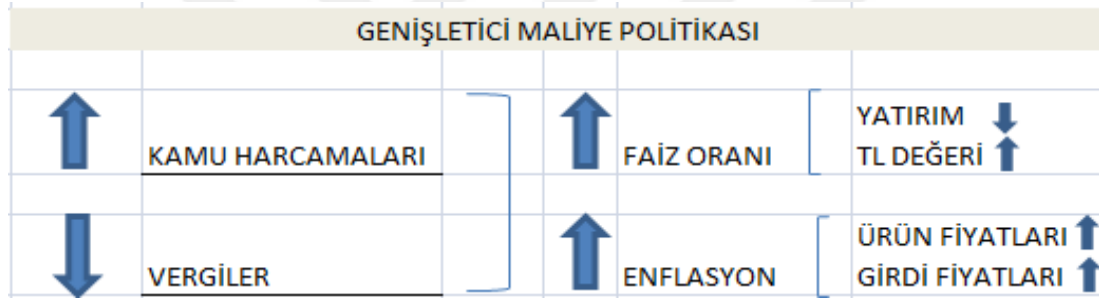 GENİŞLETİCİ MALİYE POLİTİKASI
KAMU HARCAMALARI
FAİZ ORANI
YATIRIM
TL DEĞERİ
VERGİLER
ENFLASYON
ÜRÜN FİYATLARI
GİRDİ FİYATLARI